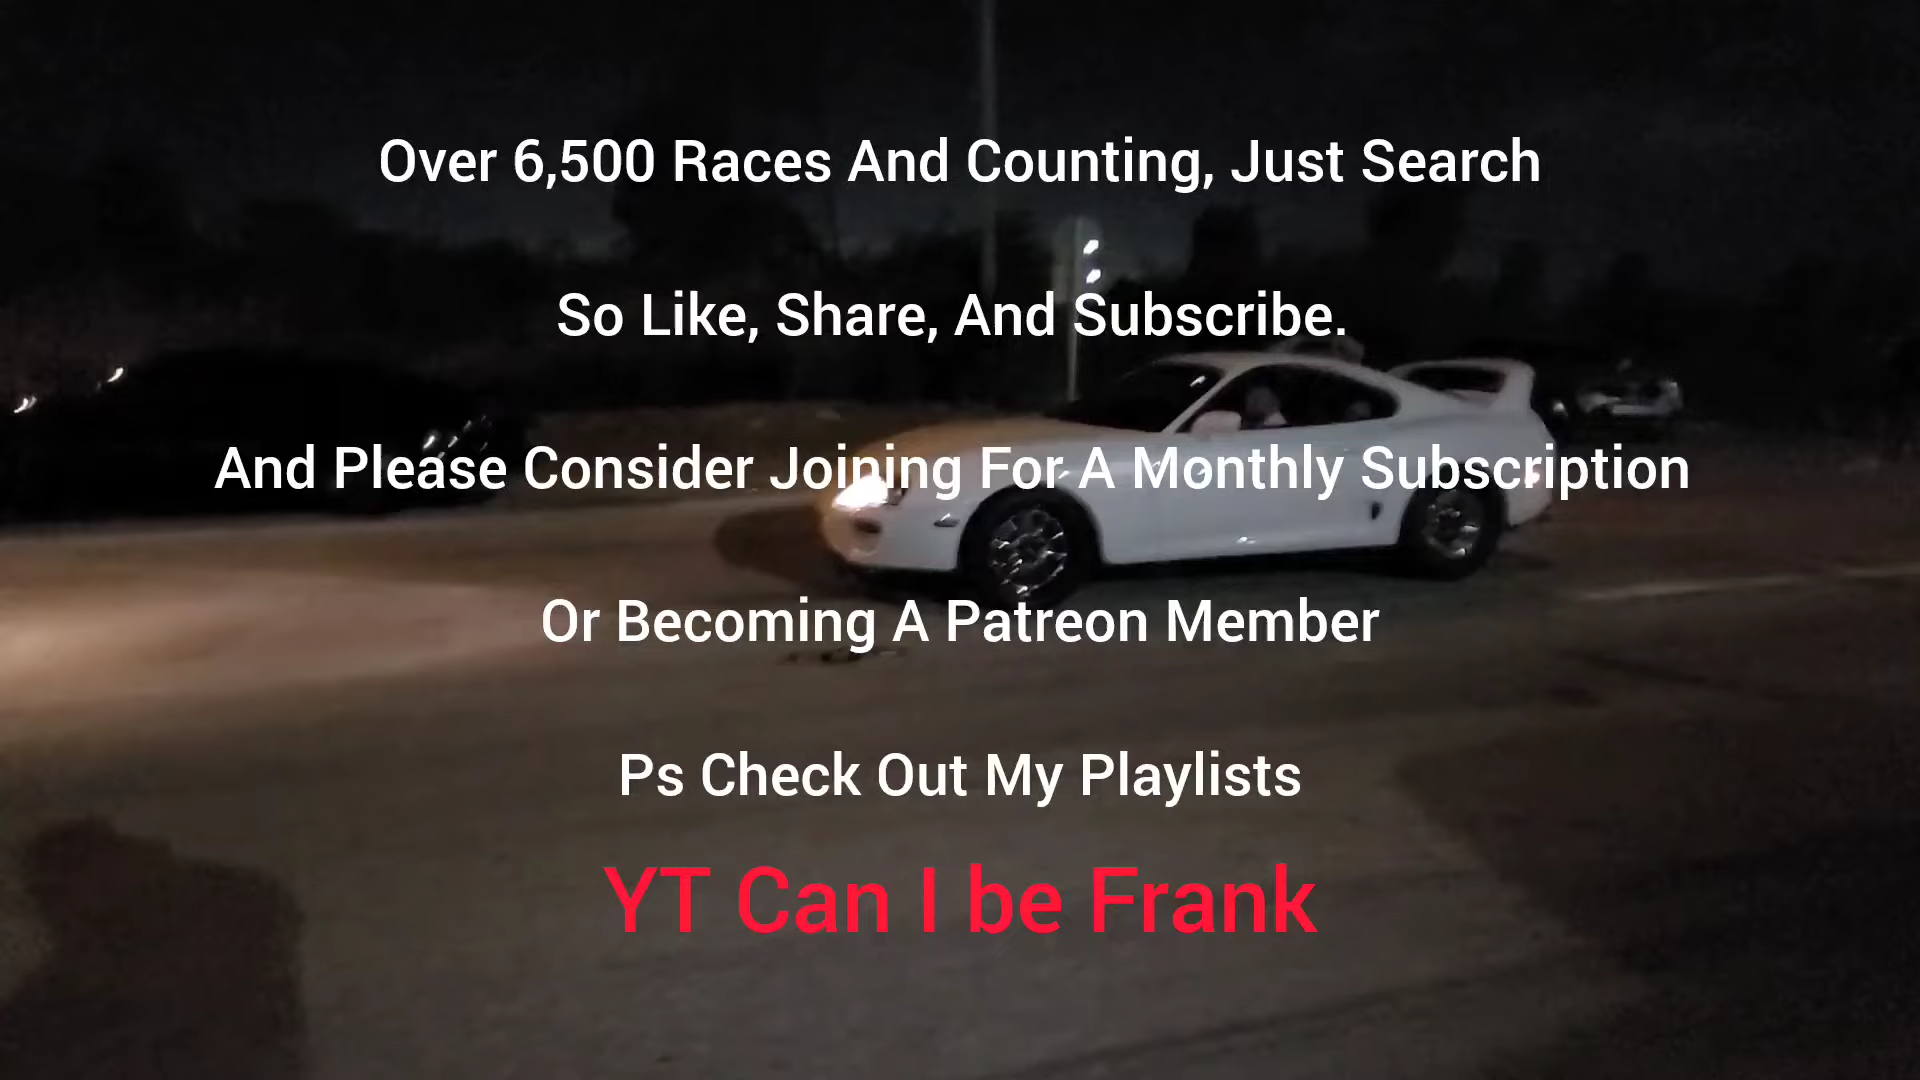 Over 6,500 Races And Counting, Just Search
So Like, Share, And Subscribe.
And Please Consider Joining For A Monthly Subscription
Or Becoming A Patreon Member
Ps Check Out My Playlists
YT Can I be Frank